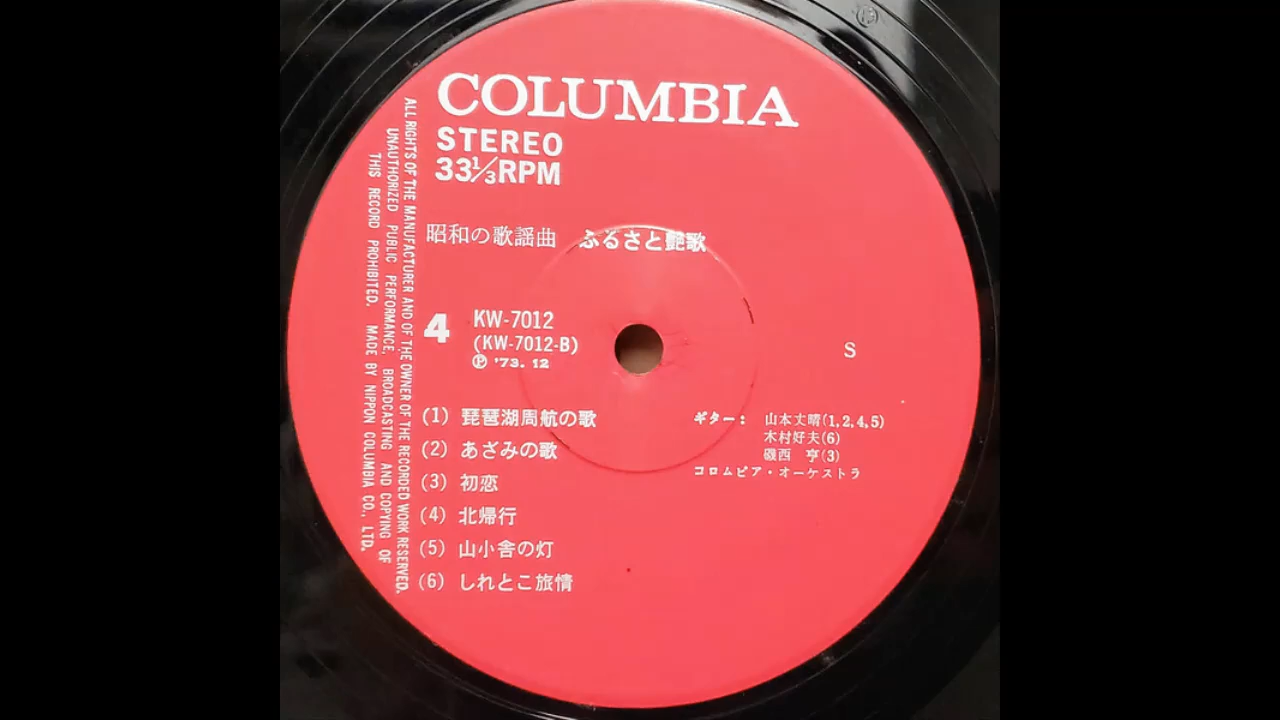 COLUMBIA
STEREO
33⅓RPM
昭和の歌謡曲 ふるさと艶歌
4 KW-7012
(KW-7012-B)
Ⓟ '73. 12
S
(1) 琵琶湖周航の歌
(2) あざみの歌
(3) 初恋
(4) 北帰行
(5) 山小舎の灯
(6) しれとこ旅情
ギター: 山本丈晴(1,2,4,5)
木村好夫(6)
磯西 亨(3)
コロムビア・オーケストラ
ALL RIGHTS OF THE MANUFACTURER AND OF THE OWNER OF THE RECORDED WORK RESERVED.
UNAUTHORIZED PUBLIC PERFORMANCE, BROADCASTING AND COPYING OF
THIS RECORD PROHIBITED. MADE BY NIPPON COLUMBIA CO., LTD.